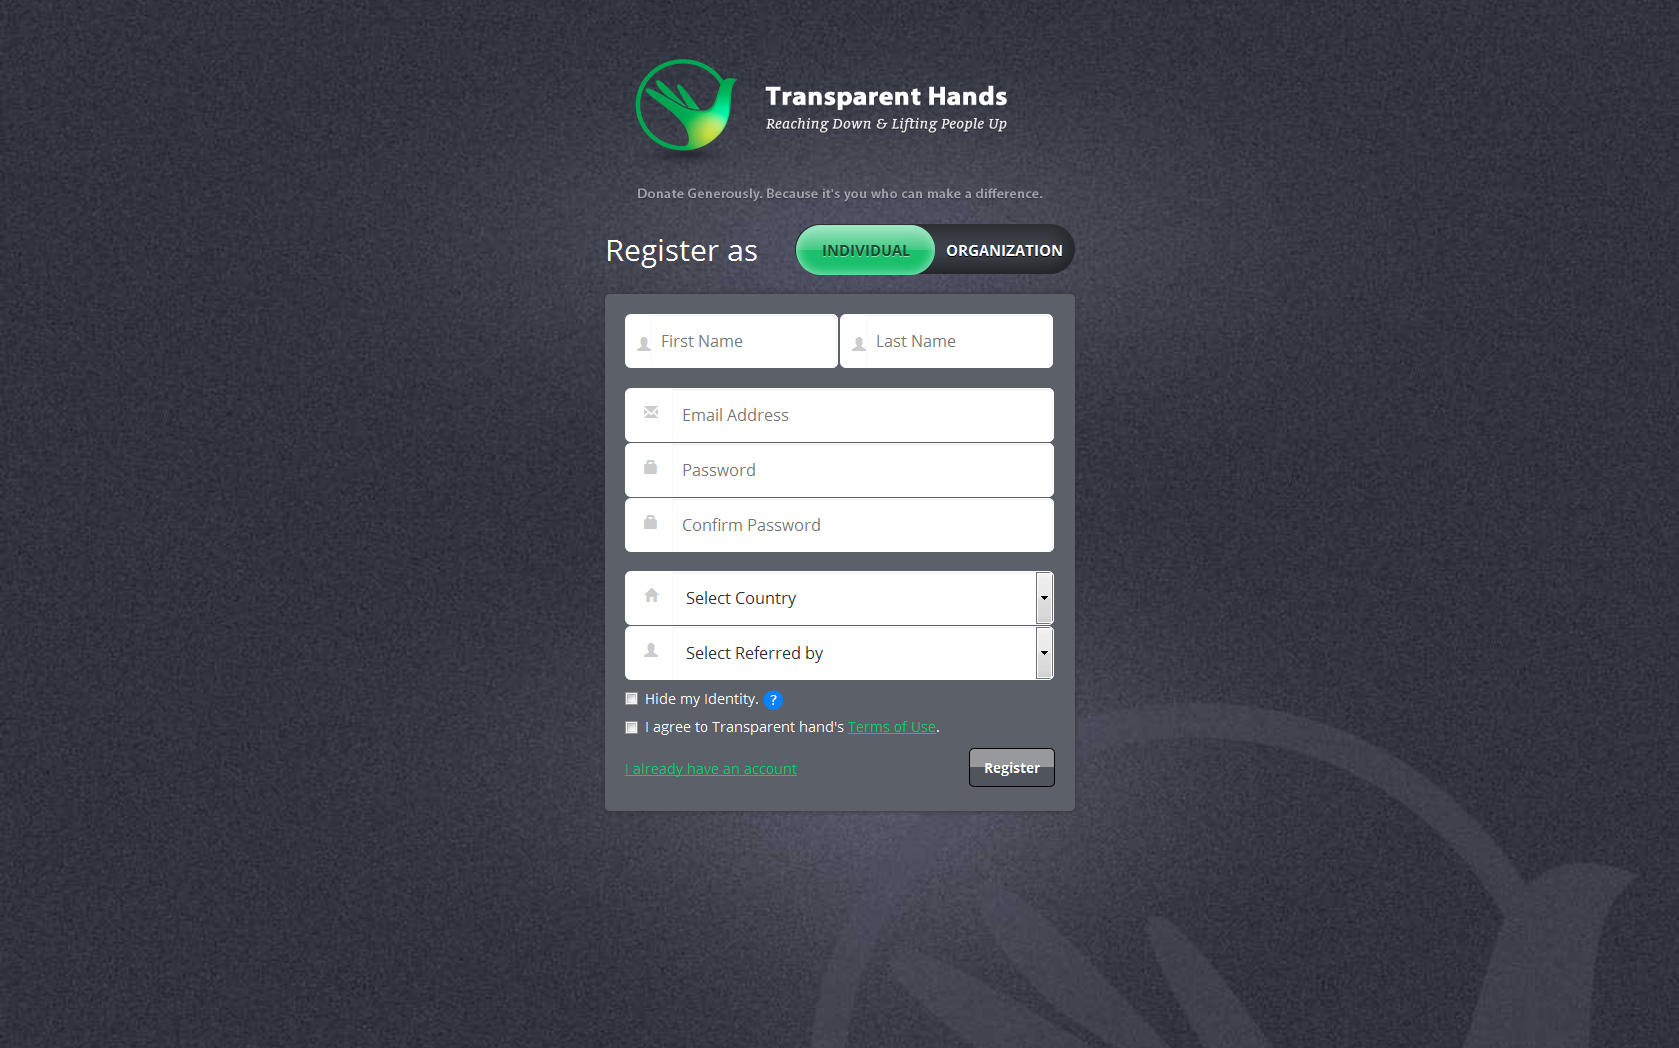 Transparent Hands
Reaching Down & Lifting People Up
Donate Generously. Because it's you who can make a difference.
Register as INDIVIDUAL ORGANIZATION
First Name Last Name
Email Address
Password
Confirm Password
Select Country
Select Referred by
Hide my Identity. ?
I agree to Transparent hand's Terms of Use.
I already have an account Register